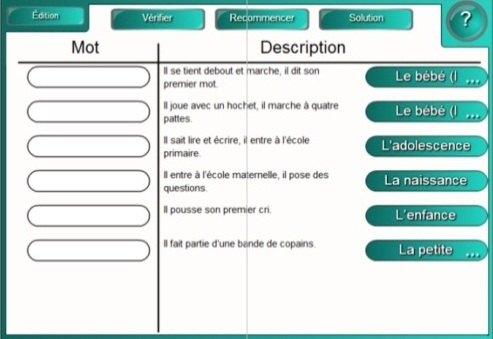 Édition Vérifier Recommencer Solution ?
Mot Description
Il se tient debout et marche, il dit son
premier mot.
Le bébé (I ...
Il joue avec un hochet, il marche à quatre
pattes.
Le bébé (I ...
Il sait lire et écrire, il entre à l'école
primaire.
L'adolescence
Il entre à l'école maternelle, il pose des
questions.
La naissance
Il pousse son premier cri.
L'enfance
Il fait partie d'une bande de copains.
La petite ...